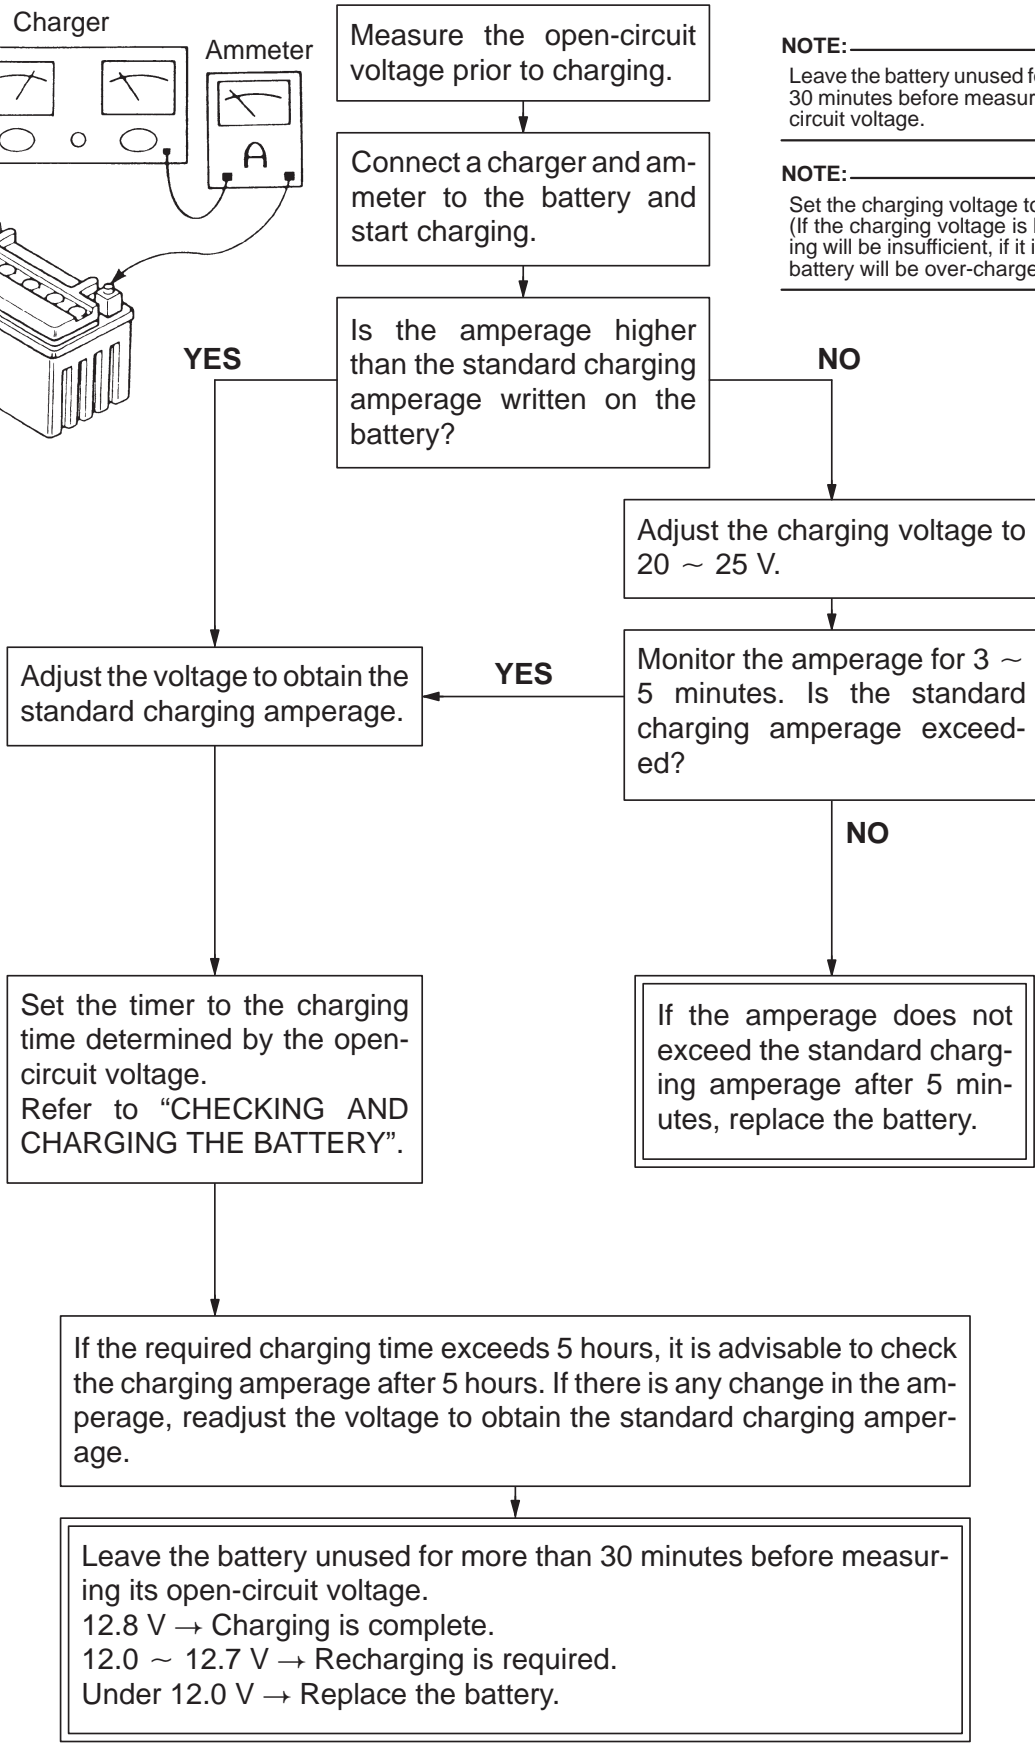 Charger
Ammeter
A
Measure the open-circuit
voltage prior to charging.
NOTE:
Leave the battery unused
30 minutes before
circuit voltage.
Connect a charger and am-
meter to the battery and
start charging.
NOTE:
Set the charging voltage
(If the charging voltage is
ing will be insufficient, if it
battery will be
Is the amperage higher
than the standard charging
amperage written on the
battery?
YES
NO
Adjust the charging voltage to
20 ~ 25 V.
Monitor the amperage for 3 ~
5 minutes. Is the standard
charging amperage exceed-
ed?
YES
Adjust the voltage to obtain the
standard charging amperage.
NO
Set the timer to the charging
time determined by the open-
circuit voltage.
Refer to “CHECKING AND
CHARGING THE BATTERY”.
If the amperage does not
exceed the standard charg-
ing amperage after 5 min-
utes, replace the battery.
If the required charging time exceeds 5 hours, it is advisable to check
the charging amperage after 5 hours. If there is any change in the am-
perage, readjust the voltage to obtain the standard charging amper-
age.
Leave the battery unused for more than 30 minutes before measur-
ing its open-circuit voltage.
12.8 V → Charging is complete.
12.0 ~ 12.7 V → Recharging is required.
Under 12.0 V → Replace the battery.